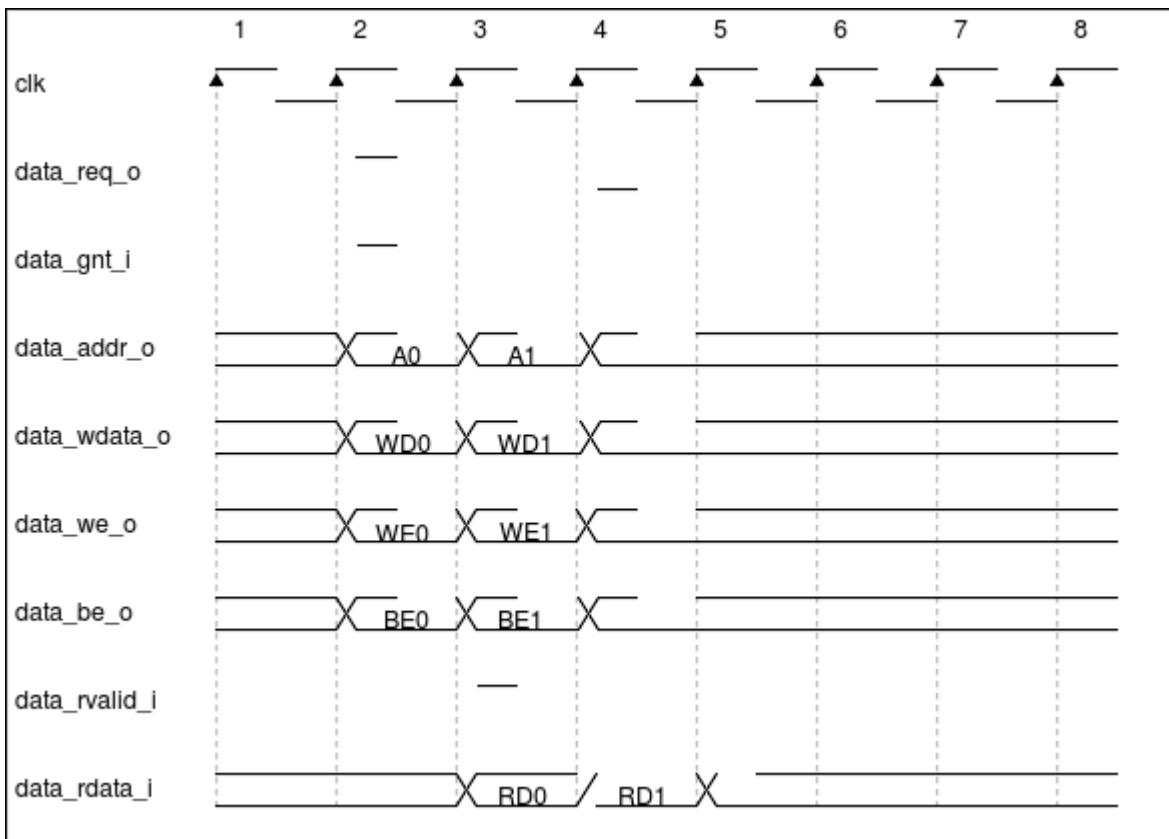 1 2 3 4 5 6 7 8
clk
data_req_o
data_gnt_i
data_addr_o A0 A1
data_wdata_o WD0 WD1
data_we_o WE0 WE1
data_be_o BE0 BE1
data_rvalid_i
data_rdata_i RD0 RD1